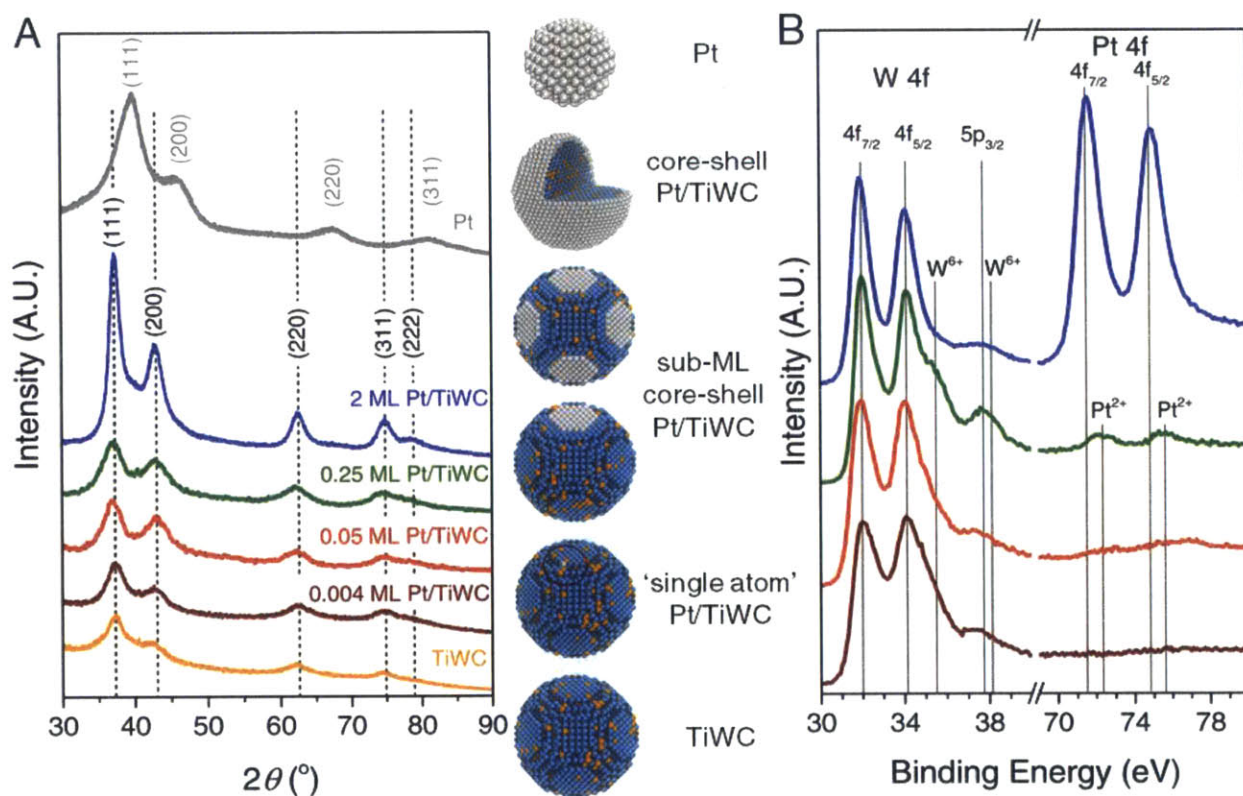 A
Intensity (A.U.)
(111)
(200)
(220)
(311)
Pt
(111)
(200)
(220)
(311)
(222)
2 ML Pt/TiWC
0.25 ML Pt/TiWC
0.05 ML Pt/TiWC
0.004 ML Pt/TiWC
TiWC
30 40 50 60 70 80 90
2θ (°)
Pt
core-shell
Pt/TiWC
sub-ML
core-shell
Pt/TiWC
'single atom'
Pt/TiWC
TiWC
B
Intensity (A.U.)
W 4f
Pt 4f
4f7/2 4f5/2 5p3/2
4f7/2 4f5/2
W6+ W6+
Pt2+ Pt2+
30 34 38 70 74 78
Binding Energy (eV)